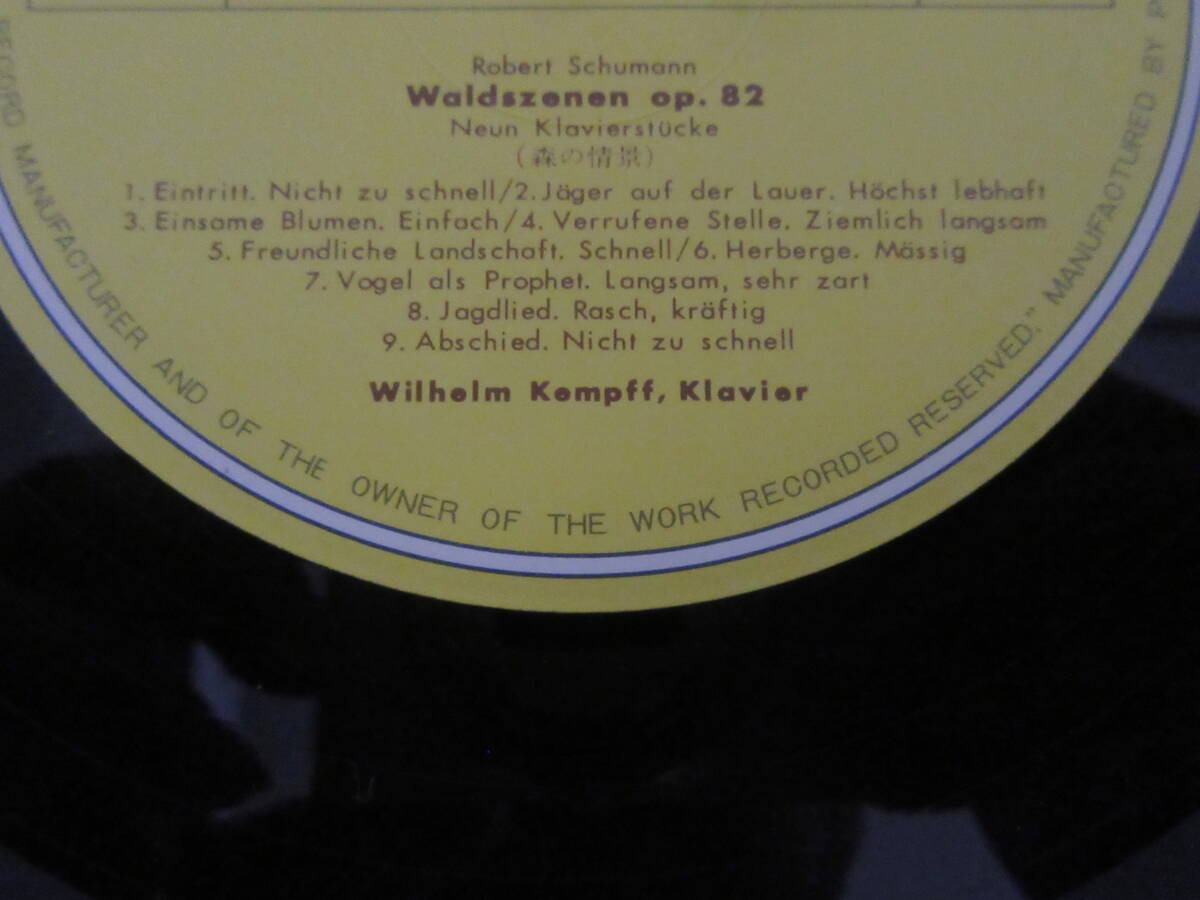 Robert Schumann
Waldszenen op. 82
Neun Klavierstücke
(森の情景)
1. Eintritt. Nicht zu schnell/2. Jäger auf der Lauer. Höchst lebhaft
3. Einsame Blumen. Einfach/4. Verrufene Stelle. Ziemlich langsam
5. Freundliche Landschaft. Schnell/6. Herberge. Mässig
7. Vogel als Prophet. Langsam, sehr zart
8. Jagdlied. Rasch, kräftig
9. Abschied. Nicht zu schnell
Wilhelm Kempff, Klavier
RECORD MANUFACTURER AND OF THE OWNER OF THE WORK RECORDED RESERVED." MANUFACTURED BY